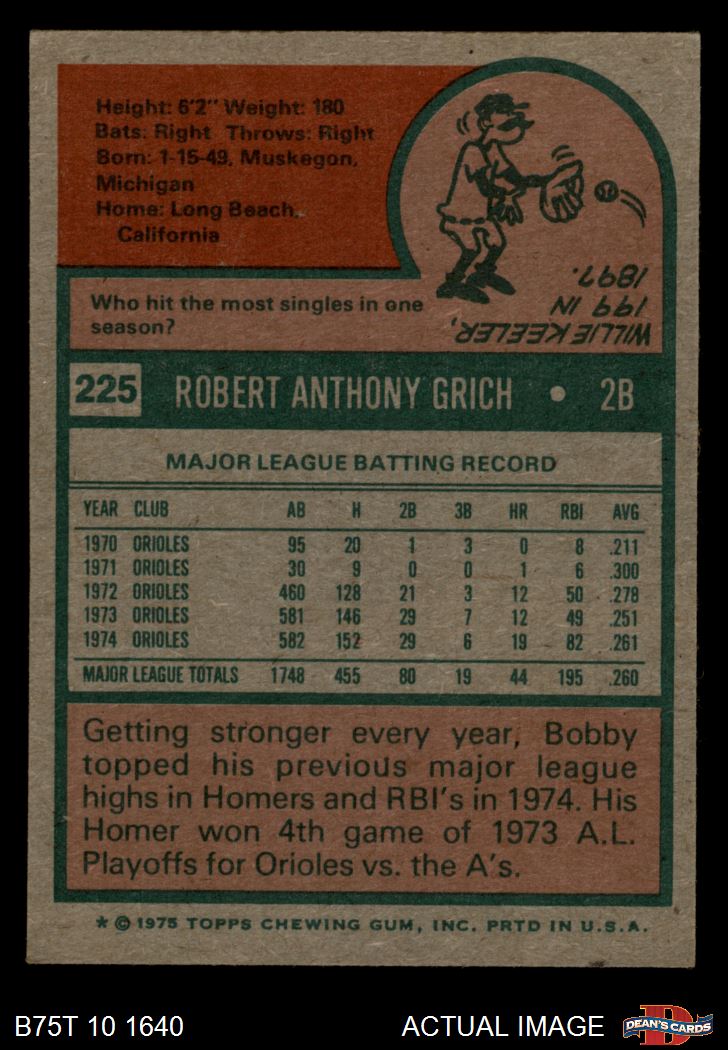 Height: 6'2" Weight: 180
Bats: Right Throws: Right
Born: 1-15-49, Muskegon,
Michigan
Home: Long Beach,
California
Who hit the most singles in one
season?
WILLIE KEELER,
199 IN
1897.
225 ROBERT ANTHONY GRICH • 2B
MAJOR LEAGUE BATTING RECORD
YEAR CLUB AB H 2B 3B HR RBI AVG
1970 ORIOLES 95 20 1 3 0 8 .211
1971 ORIOLES 30 9 0 0 1 6 .300
1972 ORIOLES 460 128 21 3 12 50 .278
1973 ORIOLES 581 146 29 7 12 49 .251
1974 ORIOLES 582 152 29 6 19 82 .261
MAJOR LEAGUE TOTALS 1748 455 80 19 44 195 .260
Getting stronger every year, Bobby
topped his previous major league
highs in Homers and RBI's in 1974. His
Homer won 4th game of 1973 A.L.
Playoffs for Orioles vs. the A's.
* © 1975 TOPPS CHEWING GUM, INC. PRTD IN U.S.A.
B75T 10 1640 ACTUAL IMAGE D DEAN'S CARDS